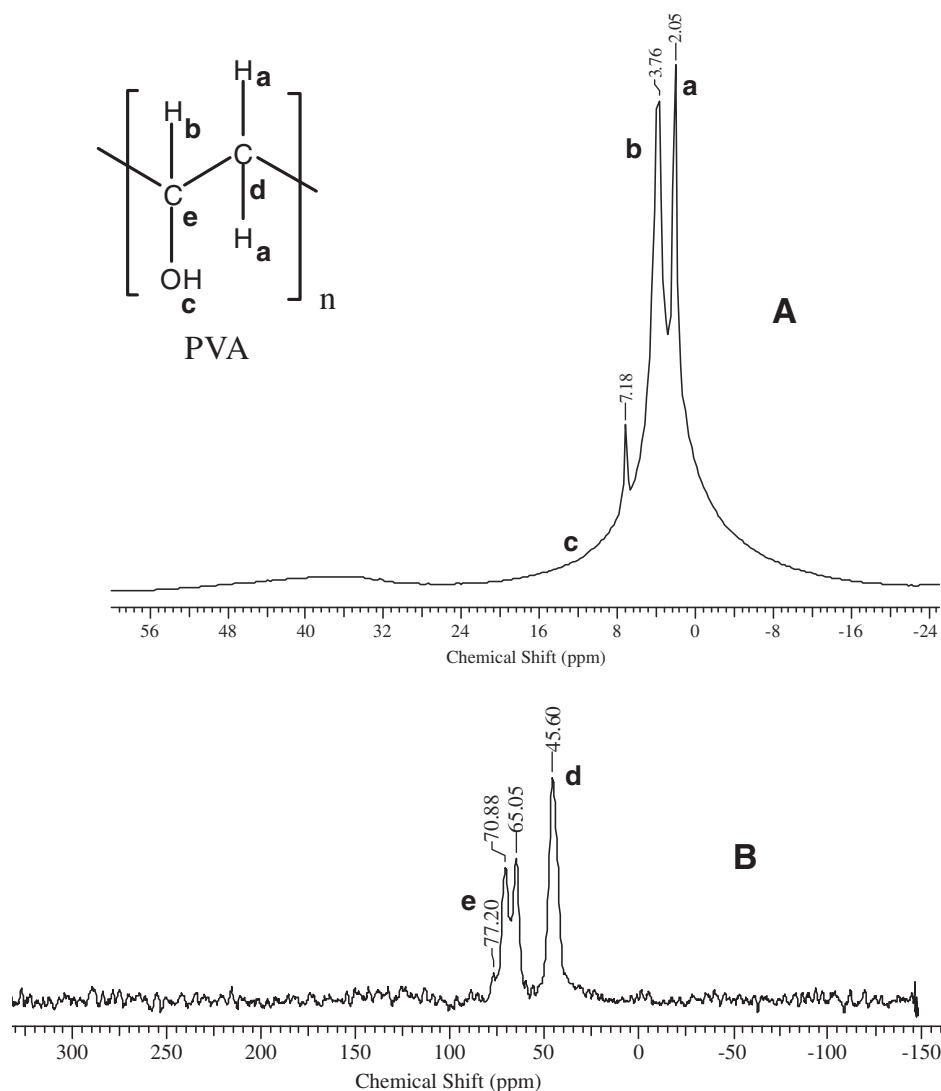 H a
H b
C
C
e
d
H a
OH
c
n
PVA
2.05
3.76
a
b
A
7.18
c
56 48 40 32 24 16 8 0 -8 -16 -24
Chemical Shift (ppm)
45.60
d
70.88
65.05
B
e
77.20
300 250 200 150 100 50 0 -50 -100 -150
Chemical Shift (ppm)